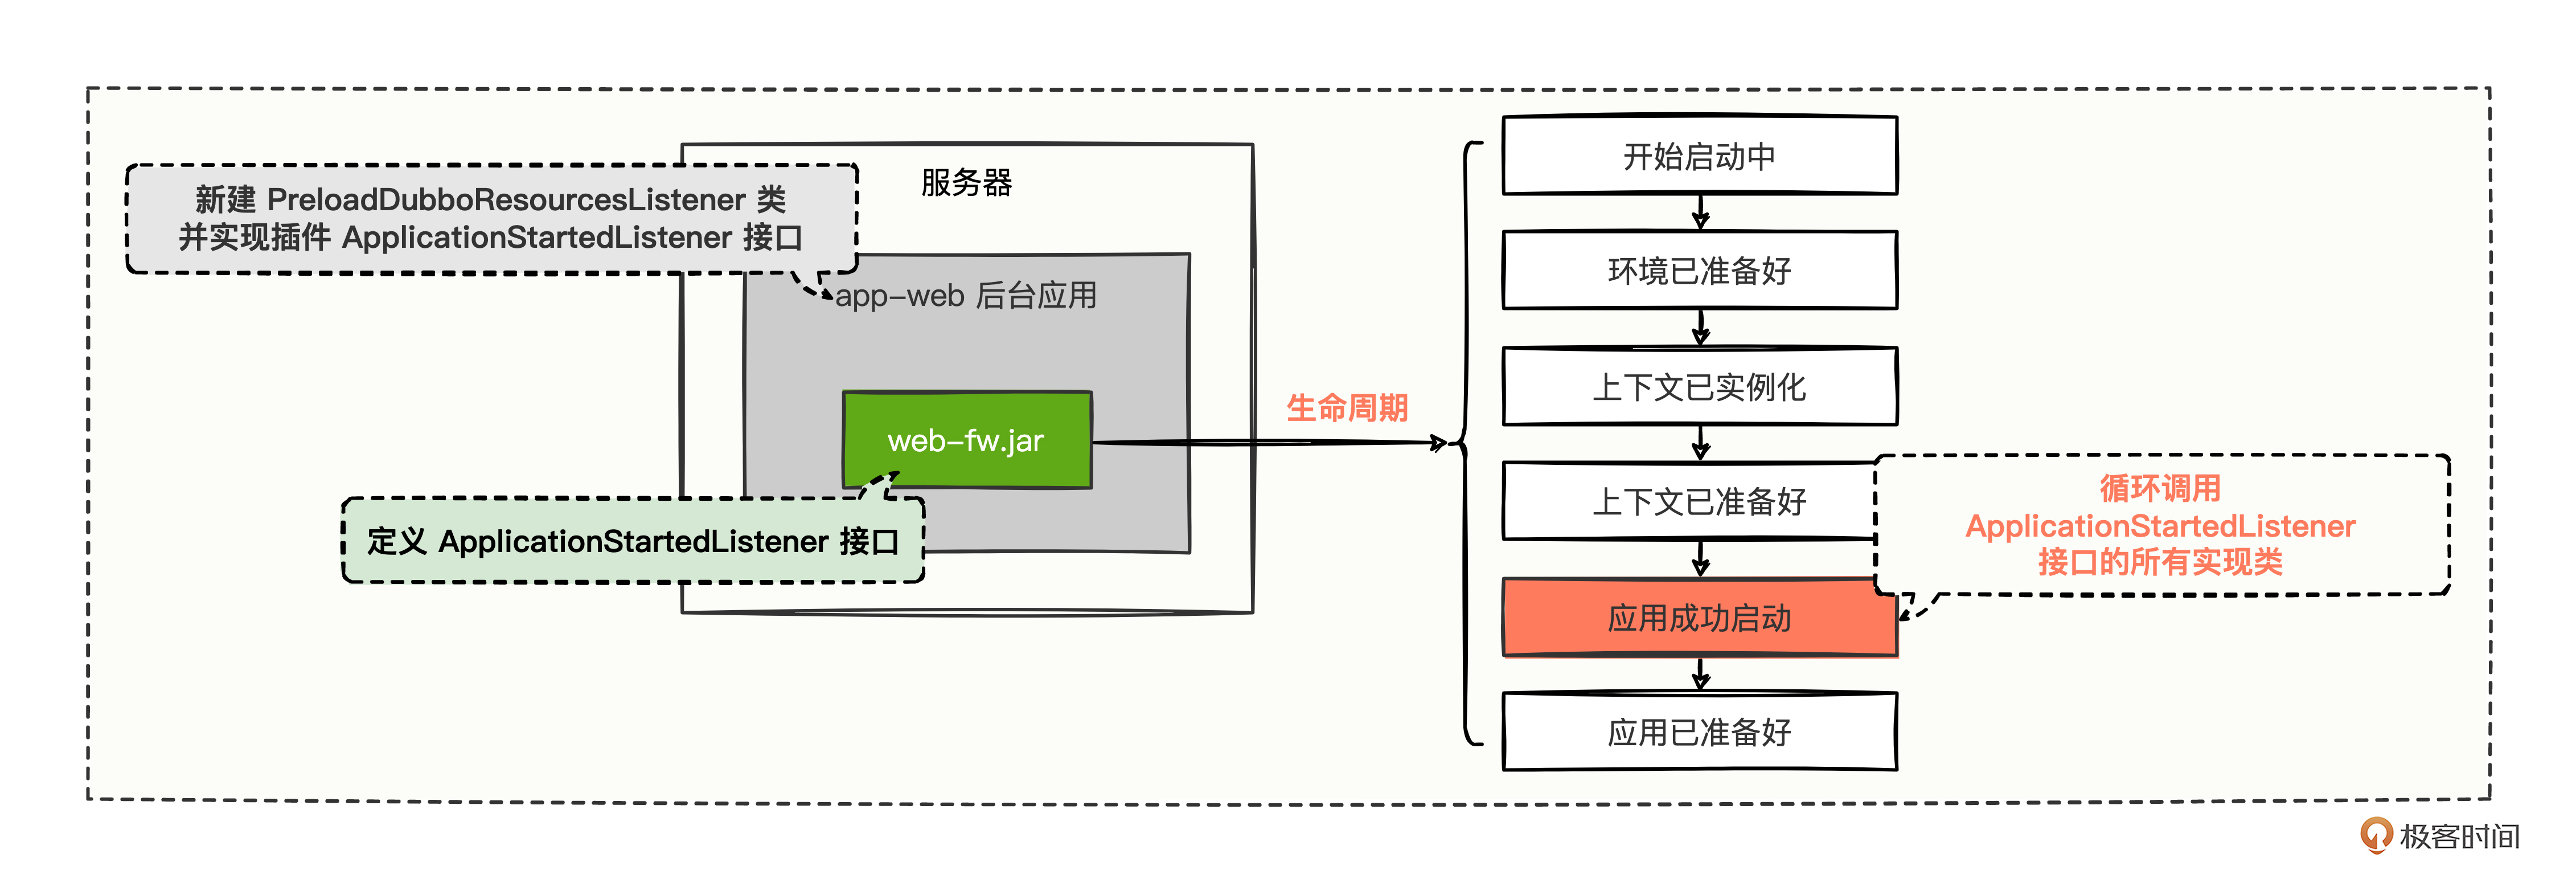 新建 PreloadDubboResourcesListener 类
并实现插件 ApplicationStartedListener 接口
服务器
app-web 后台应用
web-fw.jar
定义 ApplicationStartedListener 接口
生命周期
开始启动中
环境已准备好
上下文已实例化
上下文已准备好
应用成功启动
应用已准备好
循环调用
ApplicationStartedListener
接口的所有实现类
极客时间